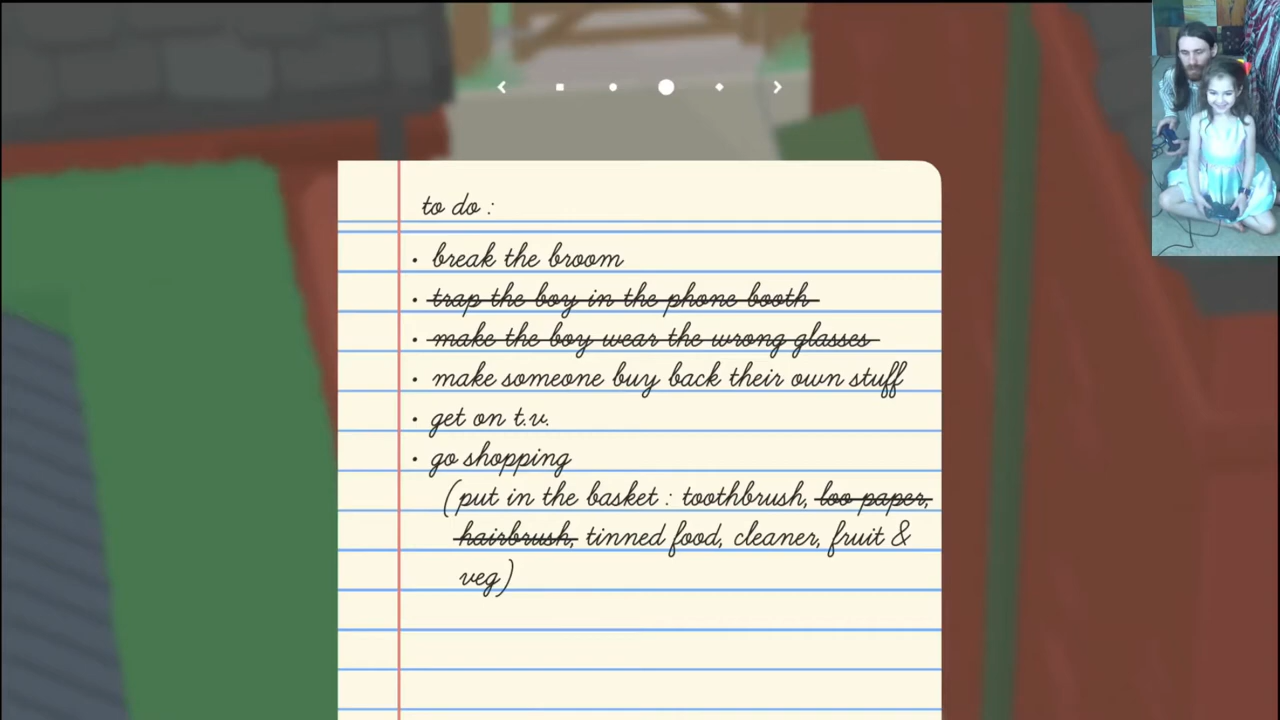 to do :
• break the broom
• trap the boy in the phone booth
• make the boy wear the wrong glasses
• make someone buy back their own stuff
• get on t.v.
• go shopping
(put in the basket : toothbrush, loo paper,
hairbrush, tinned food, cleaner, fruit &
veg)